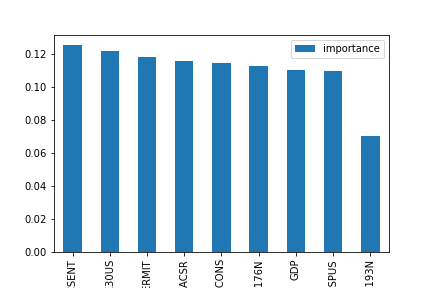 importance
0.12
0.10
0.08
0.06
0.04
0.02
0.00
SENT
30US
ERMIT
ACSR
CONS
176N
GDP
SPUS
193N